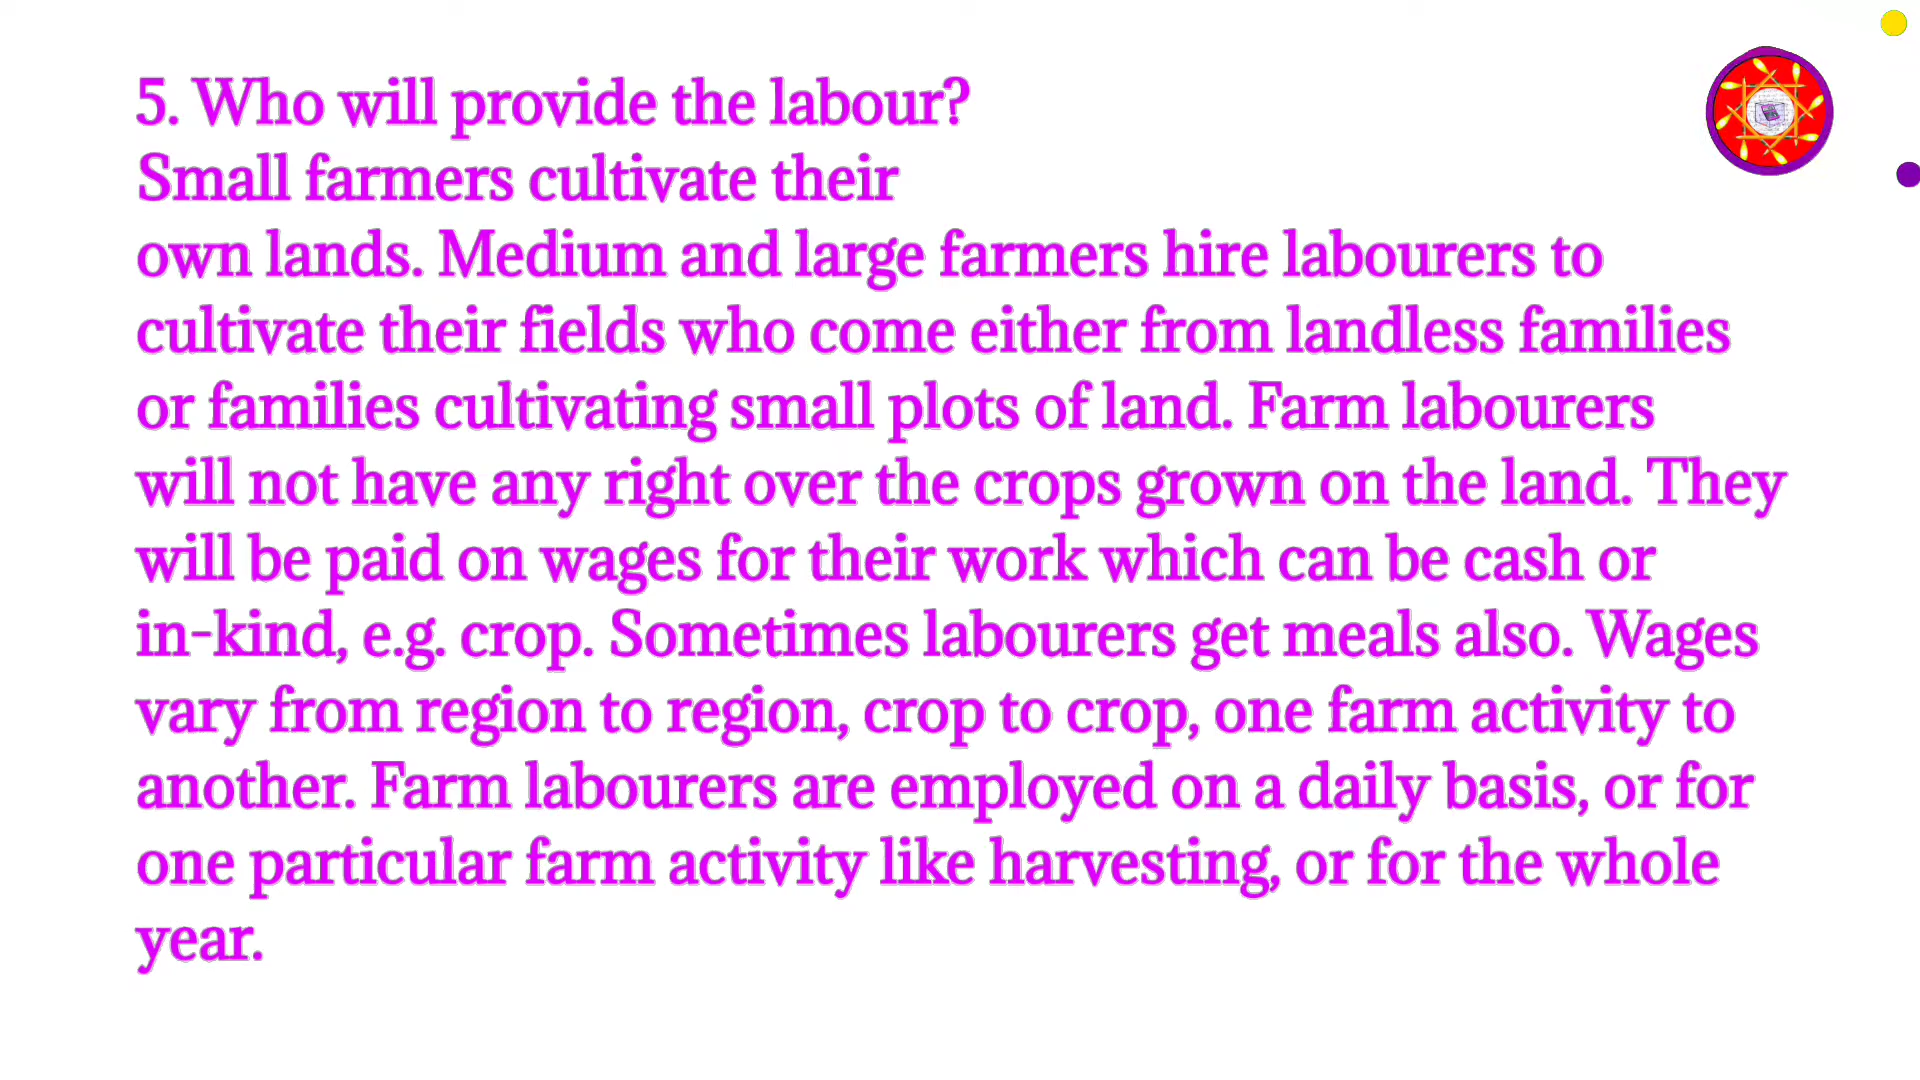 5. Who will provide the labour?
Small farmers cultivate their
own lands. Medium and large farmers hire labourers to
cultivate their fields who come either from landless families
or families cultivating small plots of land. Farm labourers
will not have any right over the crops grown on the land. They
will be paid on wages for their work which can be cash or
in-kind, e.g. crop. Sometimes labourers get meals also. Wages
vary from region to region, crop to crop, one farm activity to
another. Farm labourers are employed on a daily basis, or for
one particular farm activity like harvesting, or for the whole
year.